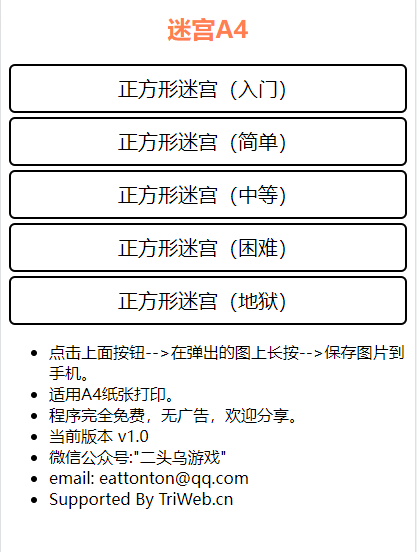 迷宫A4
正方形迷宫（入门）
正方形迷宫（简单）
正方形迷宫（中等）
正方形迷宫（困难）
正方形迷宫（地狱）
点击上面按钮-->在弹出的图上长按-->保存图片到
手机。
适用A4纸张打印。
程序完全免费，无广告，欢迎分享。
当前版本 v1.0
微信公众号:"二头乌游戏"
email: eattonton@qq.com
Supported By TriWeb.cn